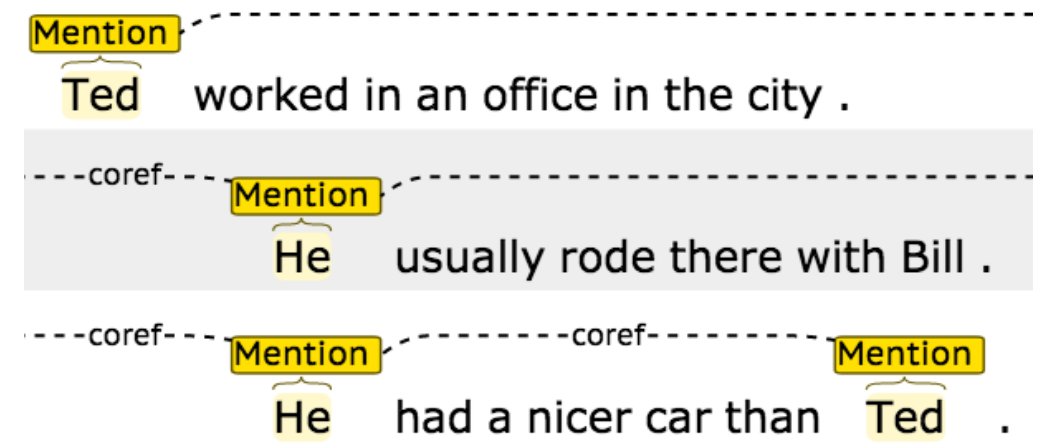 Mention
Ted worked in an office in the city .
coref Mention
He usually rode there with Bill .
coref Mention coref Mention
He had a nicer car than Ted .